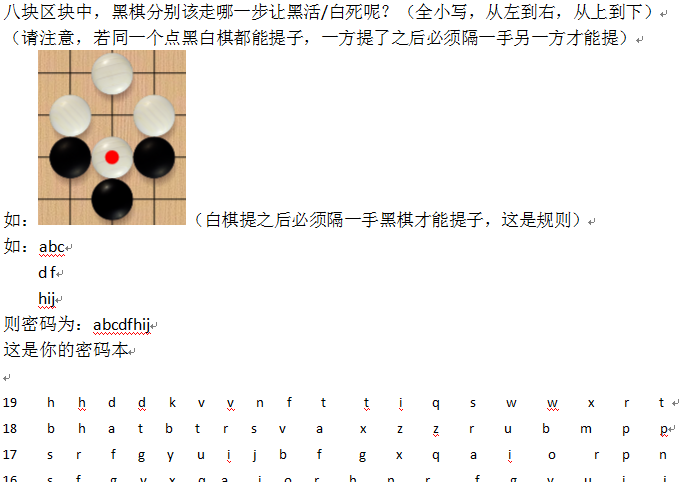 八块区块中，黑棋分别该走哪一步让黑活/白死呢？（全小写，从左到右，从上到下）
（请注意，若同一个点黑白棋都能提子，一方提了之后必须隔一手另一方才能提）
如：（白棋提之后必须隔一手黑棋才能提子，这是规则）
如：abc
d f
hij
则密码为：abcdfhij
这是你的密码本
19 h h d d k v v n f t t i q s w w x r t
18 b h a t b t r s v a x z z r u b m p p
17 s r f g y u i j b f g x q a i o r p n